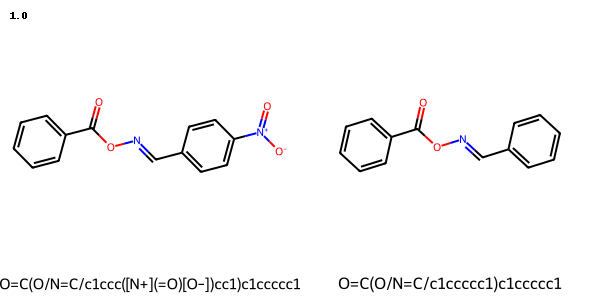 1.0
O
O
N
N+
O
O-
O
O
N
O=C(O/N=C/c1ccc([N+](=O)[O-])cc1)c1ccccc1
O=C(O/N=C/c1ccccc1)c1ccccc1